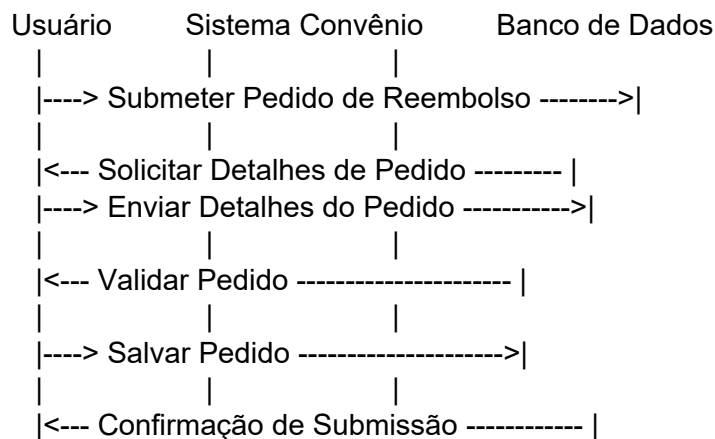 Usuário Sistema Convênio Banco de Dados
| | |
|----> Submeter Pedido de Reembolso -------->|
| | |
|<--- Solicitar Detalhes de Pedido --------- |
|----> Enviar Detalhes do Pedido ----------->|
| | |
|<--- Validar Pedido ---------------------- |
| | |
|----> Salvar Pedido --------------------->|
| | |
|<--- Confirmação de Submissão ------------ |